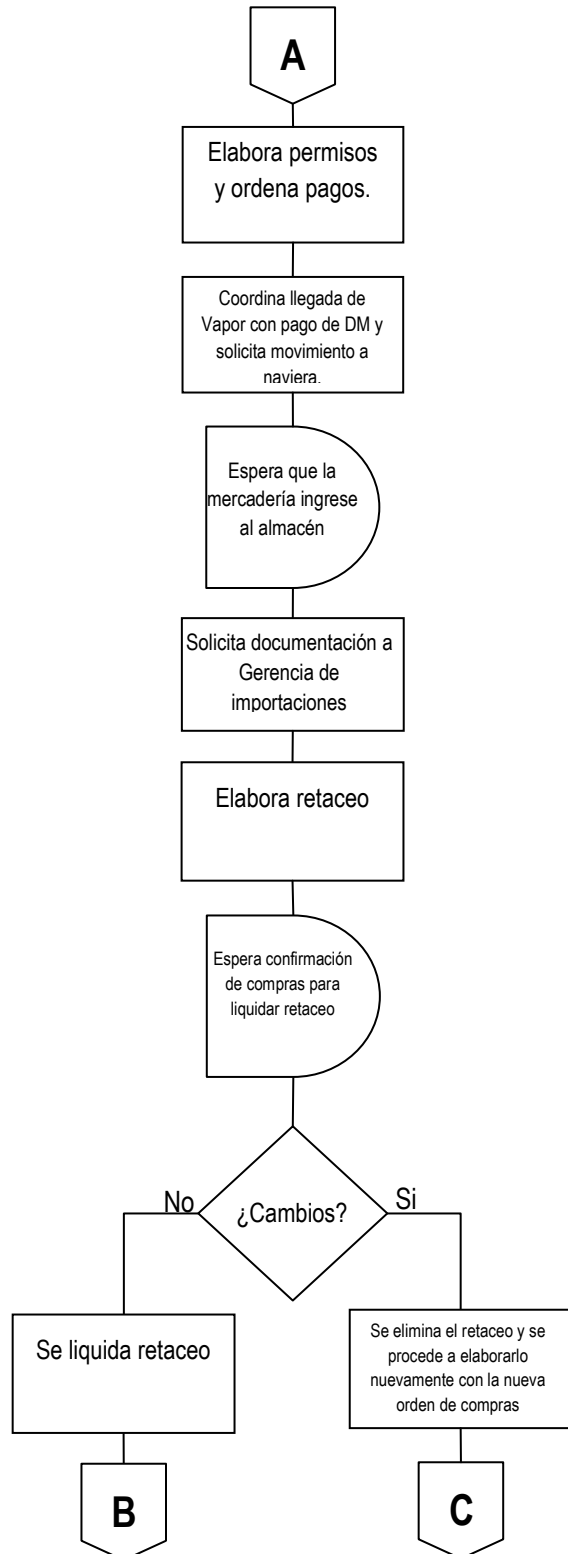 A
Elabora permisos
y ordena pagos.
Coordina llegada de
Vapor con pago de DM y
solicita movimiento a
naviera.
Espera que la
mercadería ingrese
al almacén
Solicita documentación a
Gerencia de
importaciones
Elabora retaceo
Espera confirmación
de compras para
liquidar retaceo
¿Cambios?
No
Si
Se liquida retaceo
Se elimina el retaceo y se
procede a elaborarlo
nuevamente con la nueva
orden de compras
B
C